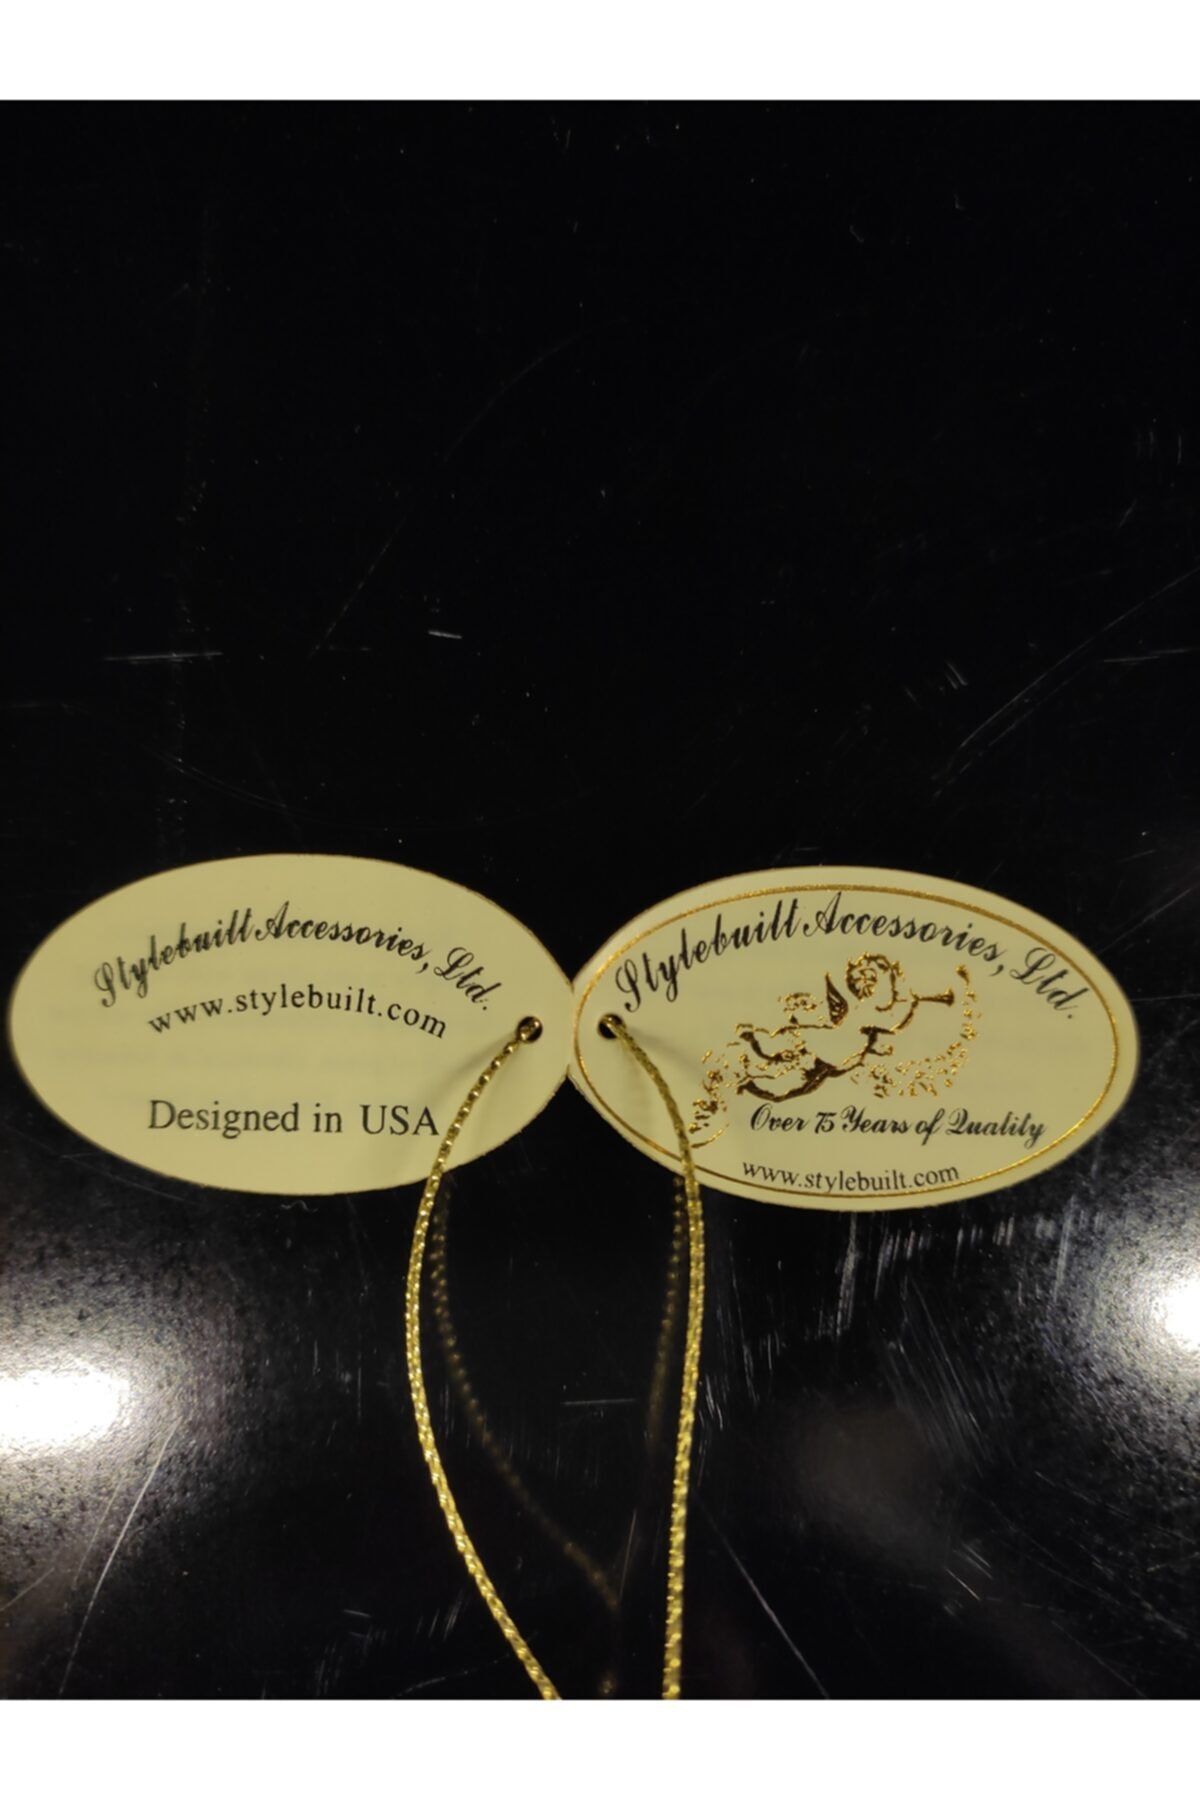 Stylebuilt Accessories, Ltd.
www.stylebuilt.com
Designed in USA
Stylebuilt Accessories, Ltd.
Over 75 Years of Quality
www.stylebuilt.com